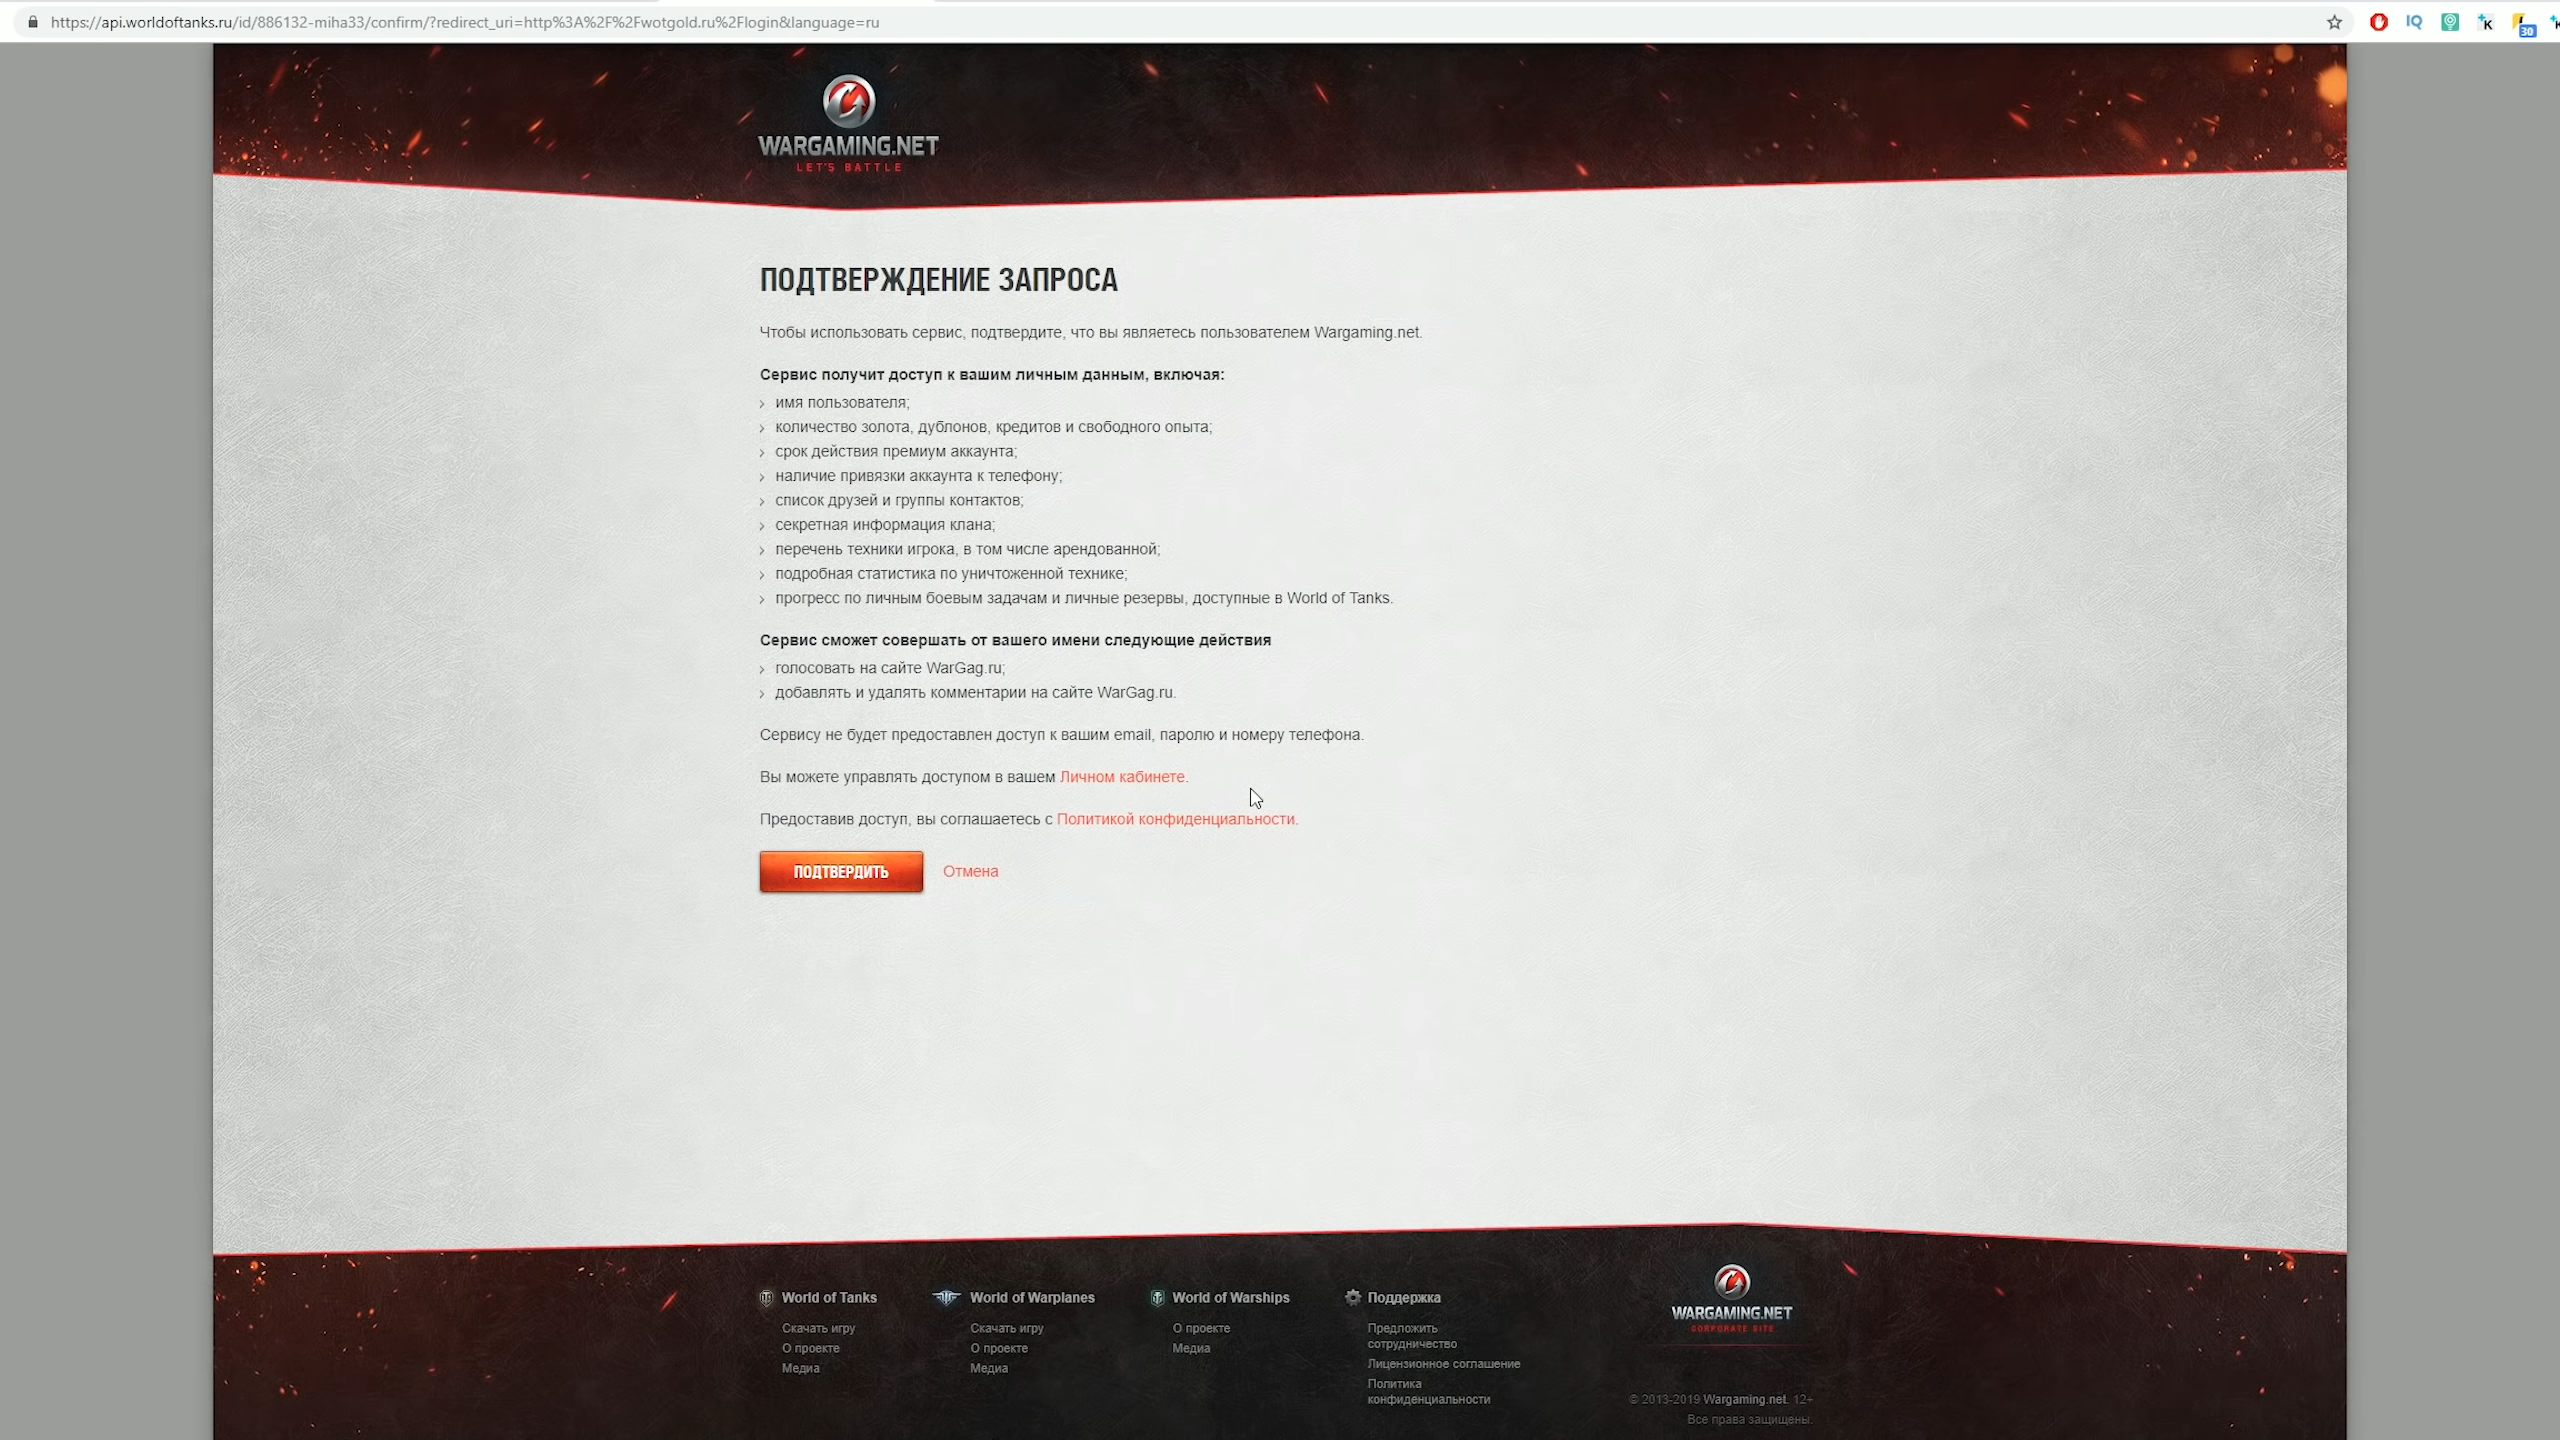 https://api.worldoftanks.ru/id/886132-miha33/confirm/?redirect_uri=http%3A%2F%2Fwotgold.ru%2Flogin&language=ru
IQ
K
30
WARGAMING.NET
LET'S BATTLE
ПОДТВЕРЖДЕНИЕ ЗАПРОСА
Чтобы использовать сервис, подтвердите, что вы являетесь пользователем Wargaming.net.
Сервис получит доступ к вашим личным данным, включая:
имя пользователя;
количество золота, дублонов, кредитов и свободного опыта;
срок действия премиум аккаунта;
наличие привязки аккаунта к телефону;
список друзей и группы контактов;
секретная информация клана;
перечень техники игрока, в том числе арендованной;
подробная статистика по уничтоженной технике;
прогресс по личным боевым задачам и личные резервы, доступные в World of Tanks.
Сервис сможет совершать от вашего имени следующие действия
голосовать на сайте WarGag.ru;
добавлять и удалять комментарии на сайте WarGag.ru.
Сервису не будет предоставлен доступ к вашим email, паролю и номеру телефона.
Вы можете управлять доступом в вашем Личном кабинете.
Предоставив доступ, вы соглашаетесь с Политикой конфиденциальности.
ПОДТВЕРДИТЬ Отмена
World of Tanks
Скачать игру
О проекте
Медиа
World of Warplanes
Скачать игру
О проекте
Медиа
World of Warships
О проекте
Медиа
Поддержка
Предложить
сотрудничество
Лицензионное соглашение
Политика
конфиденциальности
WARGAMING.NET
CORPORATE SITE
© 2013-2019 Wargaming.net. 12+
Все права защищены.